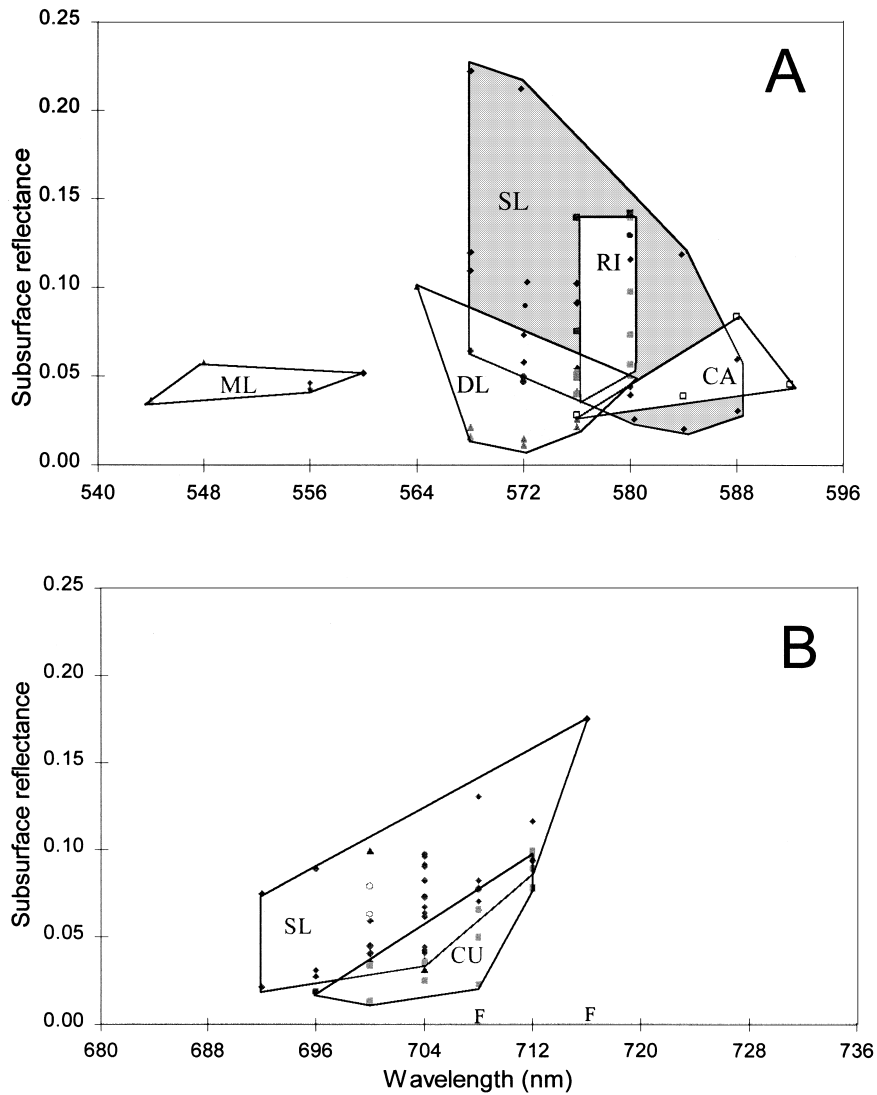 0.25
A
0.20
SL
0.15
RI
0.10
ML
DL
CA
0.05
0.00
540 548 556 564 572 580 588 596
Subsurface reflectance
0.25
B
0.20
0.15
0.10
SL
0.05
CU
F F
0.00
680 688 696 704 712 720 728 736
Subsurface reflectance
Wavelength (nm)